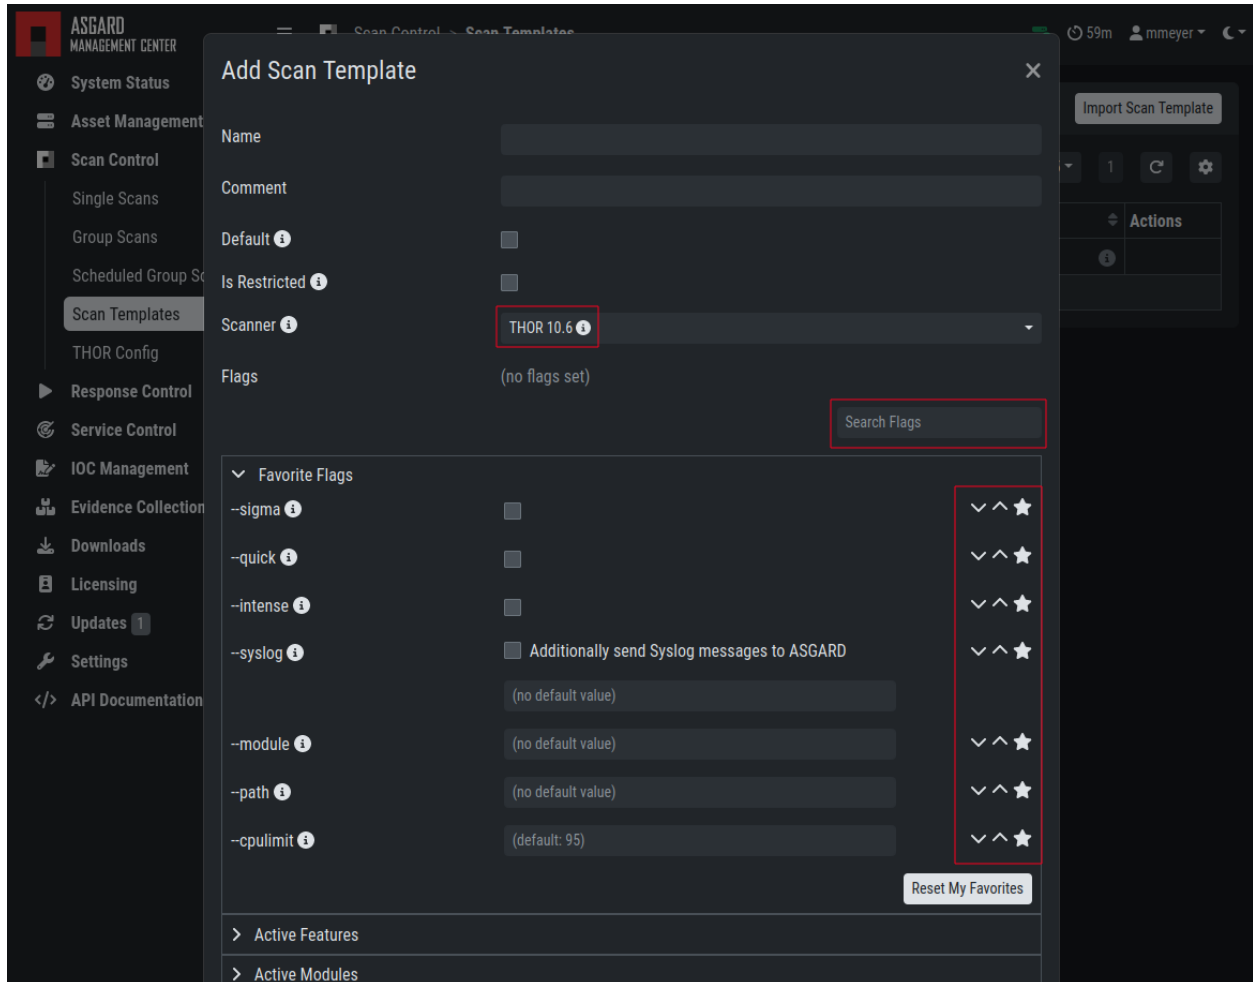 ASGARD
MANAGEMENT CENTER
Scan Control > Scan Templates
59m
mmeyer
System Status
Asset Management
Scan Control
Single Scans
Group Scans
Scheduled Group Sc
Scan Templates
THOR Config
Response Control
Service Control
IOC Management
Evidence Collection
Downloads
Licensing
Updates 1
Settings
API Documentation
Import Scan Template
1
Actions
Add Scan Template
Name
Comment
Default
Is Restricted
Scanner
THOR 10.6
Flags
(no flags set)
Search Flags
Favorite Flags
--sigma
--quick
--intense
--syslog
Additionally send Syslog messages to ASGARD
(no default value)
--module
(no default value)
--path
(no default value)
--cpulimit
(default: 95)
Reset My Favorites
Active Features
Active Modules